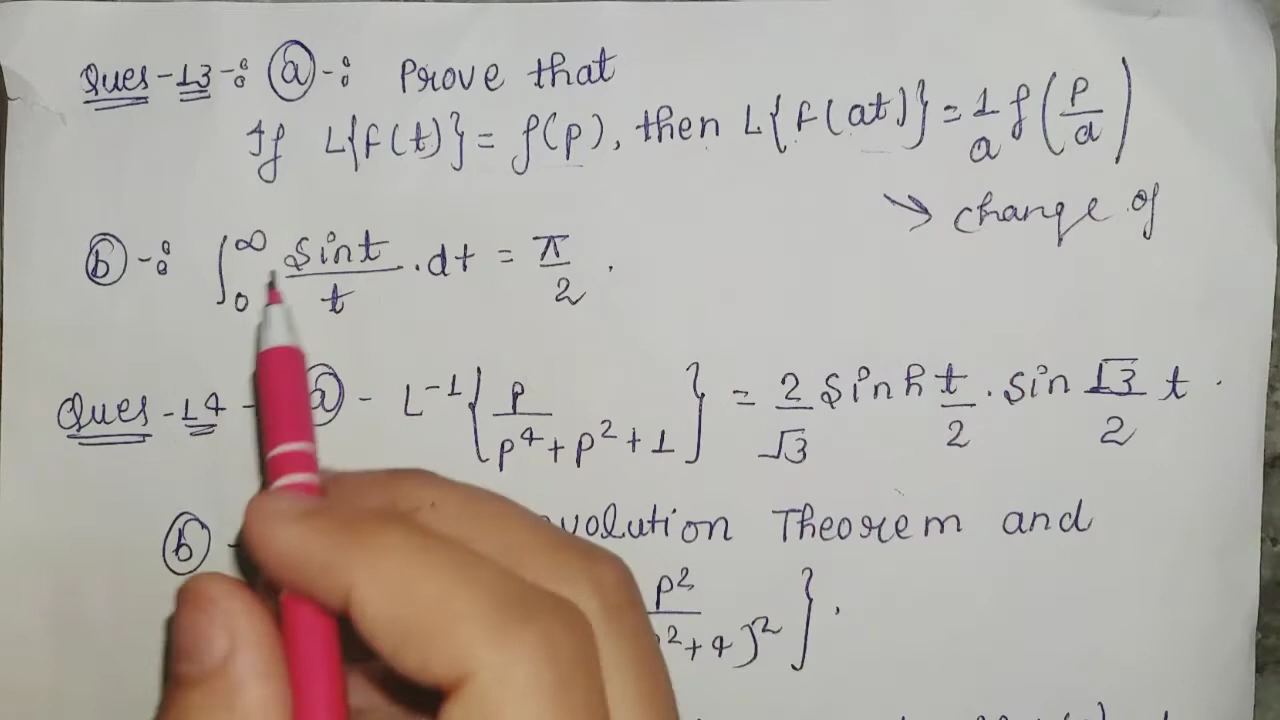 Ques-13-: (a)-: Prove that
If L{F(t)} = f(p), then L{F(at)} = 1/a f(p/a)
→ change of
(b)-: ∫₀^∞ sint/t .dt = π/2 .
Ques-14 - (a) - L⁻¹{p/(p⁴+p²+1)} = 2/√3 sinh t/2 . sin √3/2 t .
(b) - Theorem and
p²
²+4)²} .